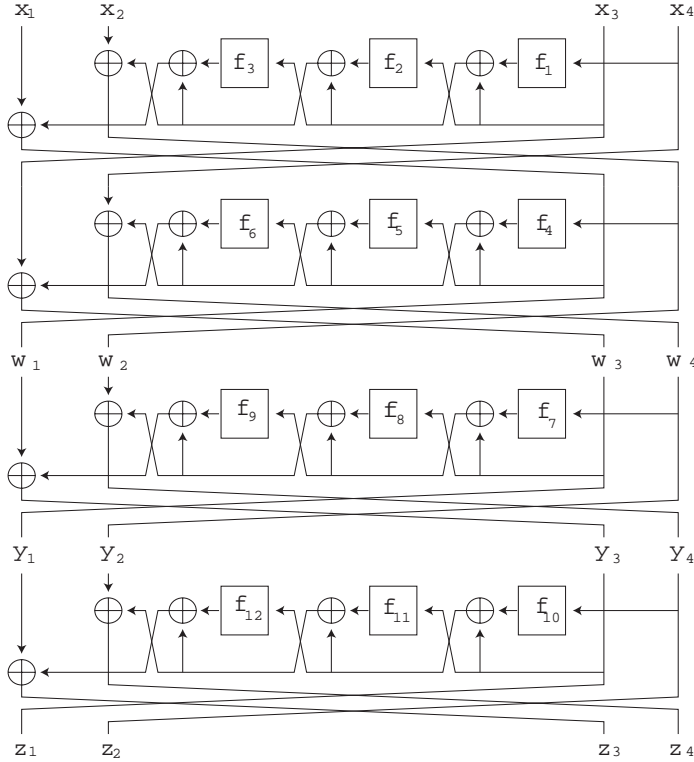 x₁ x₂ x₃ x₄
f₃ f₂ f₁
f₆ f₅ f₄
w₁ w₂ w₃ w₄
f₉ f₈ f₇
y₁ y₂ y₃ y₄
f₁₂ f₁₁ f₁₀
z₁ z₂ z₃ z₄